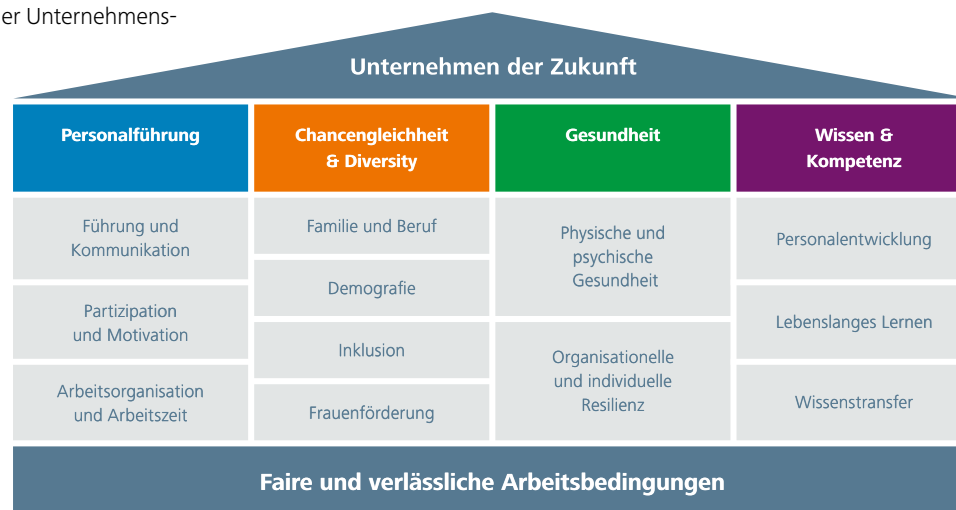 er Unternehmens-
Unternehmen der Zukunft
Personalführung
Führung und
Kommunikation
Partizipation
und Motivation
Arbeitsorganisation
und Arbeitszeit
Chancengleichheit
& Diversity
Familie und Beruf
Demografie
Inklusion
Frauenförderung
Gesundheit
Physische und
psychische
Gesundheit
Organisationelle
und individuelle
Resilienz
Wissen &
Kompetenz
Personalentwicklung
Lebenslanges Lernen
Wissenstransfer
Faire und verlässliche Arbeitsbedingungen